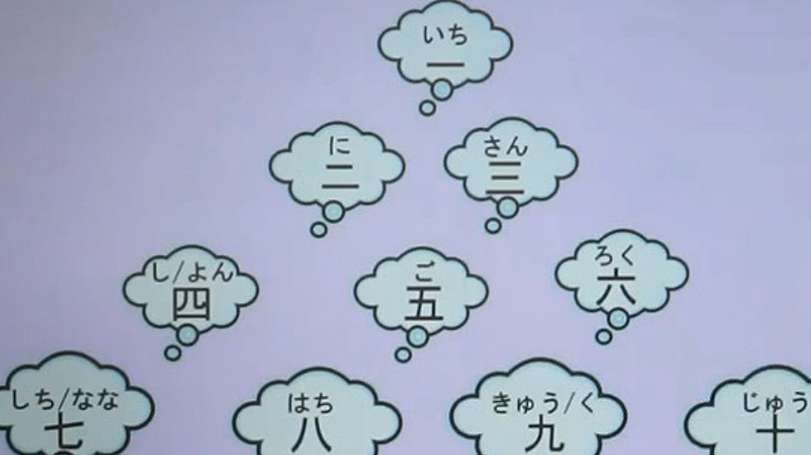 いち
一
に
二
さん
三
し/よん
四
ご
五
ろく
六
しち/なな
七
はち
八
きゅう/く
九
じゅう
十